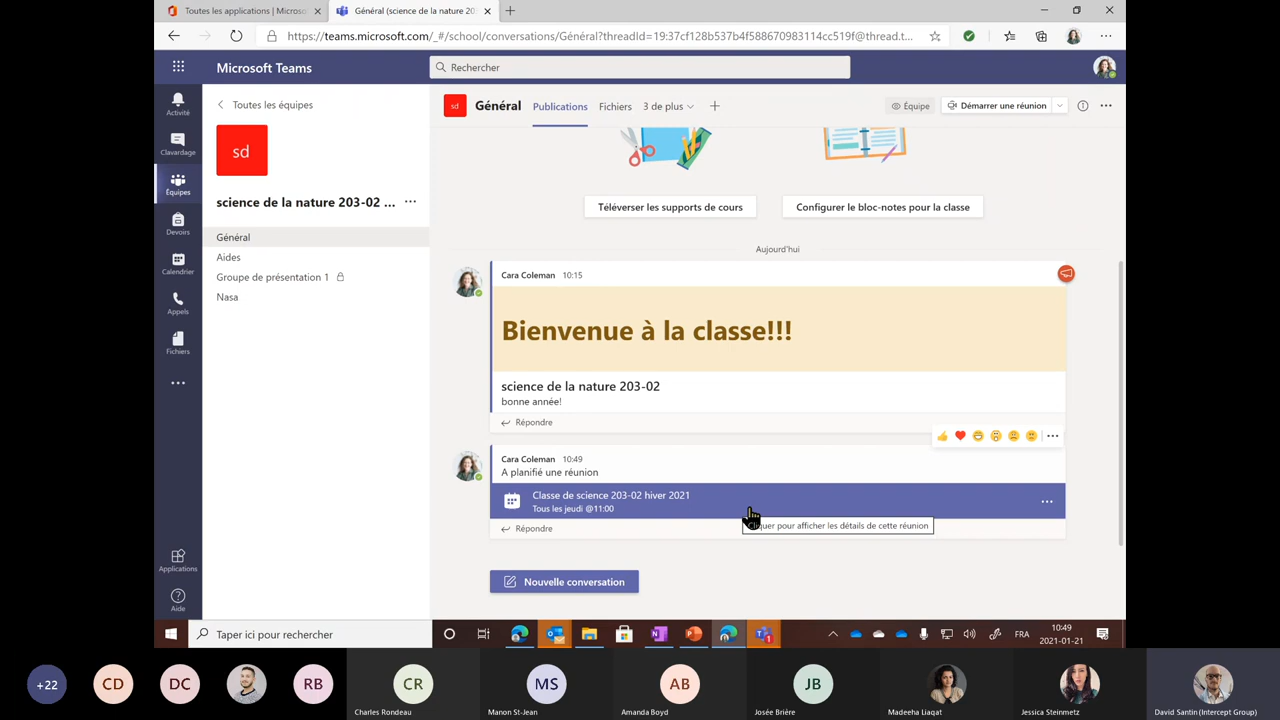 Toutes les applications | Microso
Général (science de la nature 20
https://teams.microsoft.com/_#/school/conversations/Général?threadId=19:37cf128b537b4f588670983114cc519f@thread.t...
Microsoft Teams
Rechercher
Activité
Clavardage
Équipes
Devoirs
Calendrier
Appels
Fichiers
Applications
Aide
Toutes les équipes
sd
science de la nature 203-02 ...
Général
Aides
Groupe de présentation 1
Nasa
sd
Général
Publications
Fichiers
3 de plus
Équipe
Démarrer une réunion
Téléverser les supports de cours
Configurer le bloc-notes pour la classe
Aujourd'hui
Cara Coleman 10:15
Bienvenue à la classe!!!
science de la nature 203-02
bonne année!
Répondre
Cara Coleman 10:49
A planifié une réunion
Classe de science 203-02 hiver 2021
Tous les jeudi @11:00
pour afficher les détails de cette réunion
Répondre
Nouvelle conversation
Taper ici pour rechercher
FRA
10:49
2021-01-21
+22
CD
DC
RB
CR
Charles Rondeau
MS
Manon St-Jean
AB
Amanda Boyd
JB
Josée Brière
Madeeha Liaqat
Jessica Steinmetz
David Santin (Intercept Group)